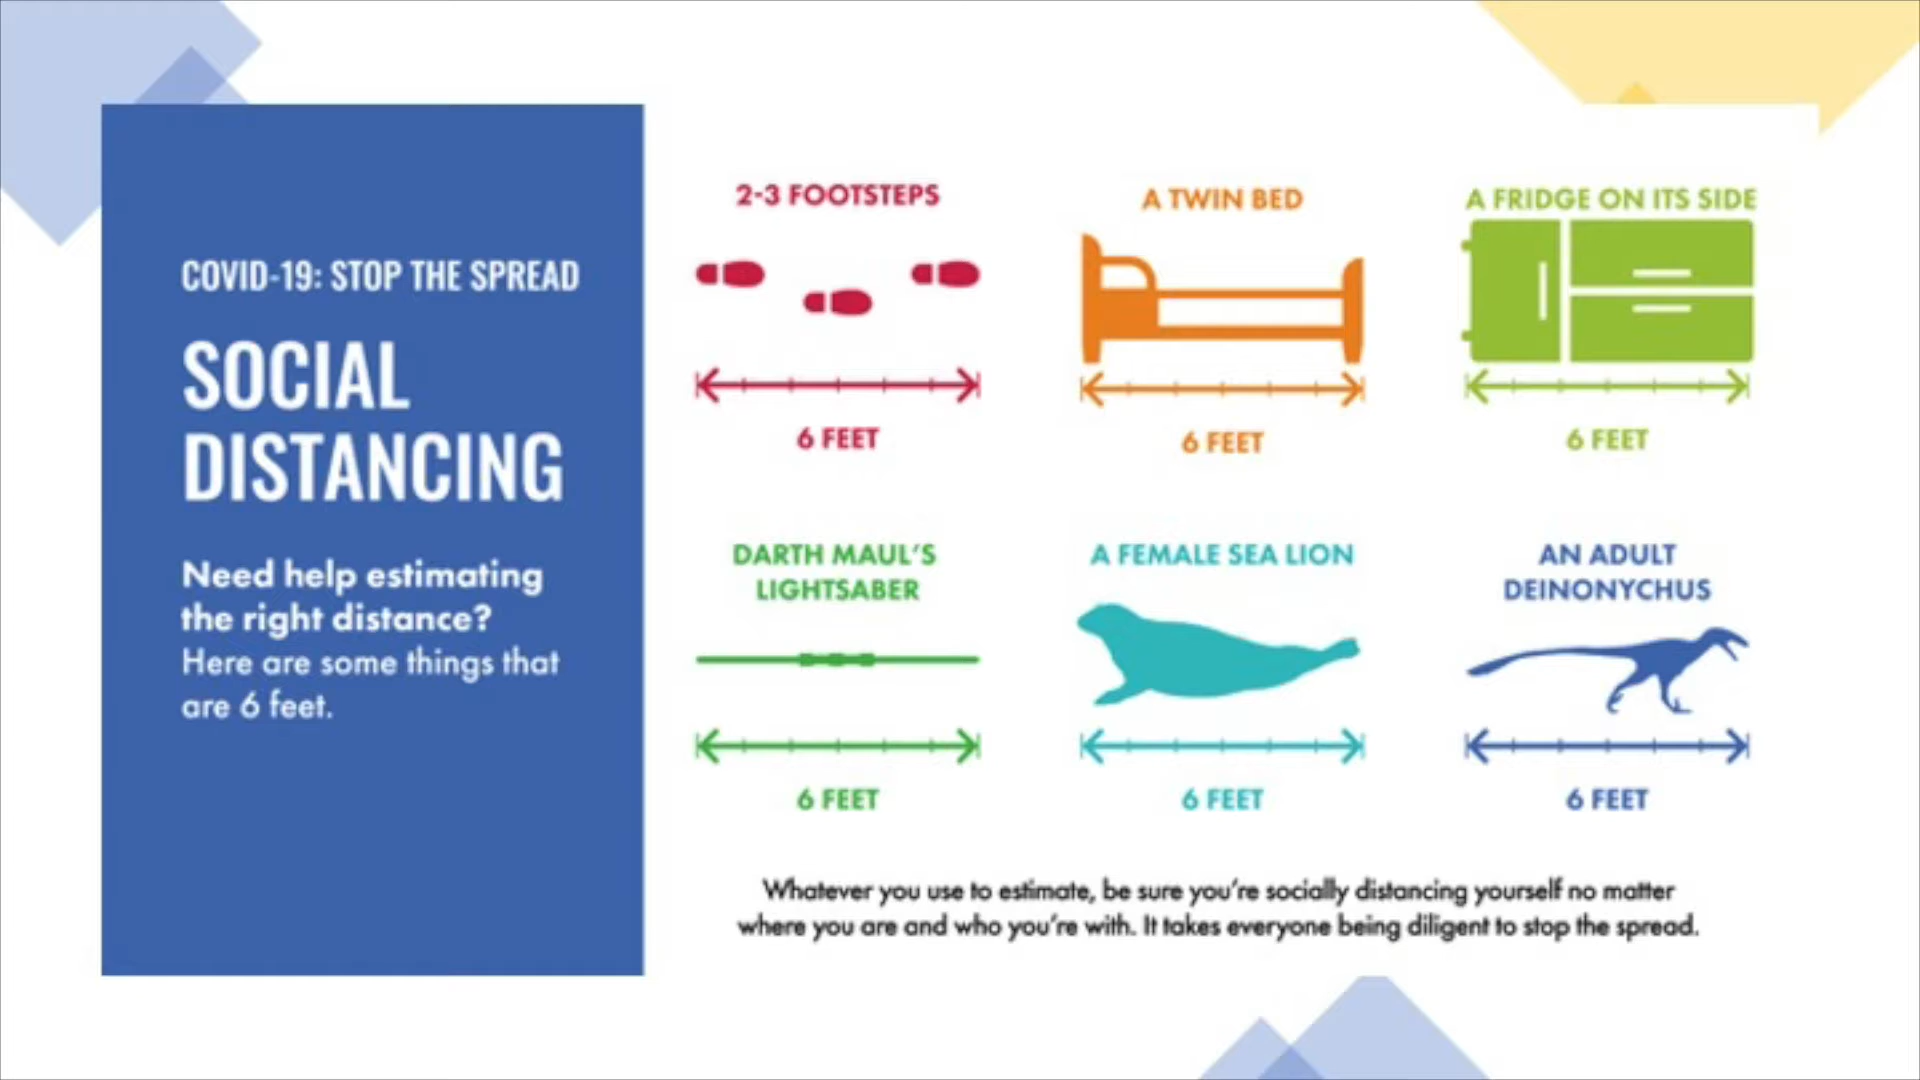 COVID-19: STOP THE SPREAD
SOCIAL
DISTANCING
Need help estimating
the right distance?
Here are some things that
are 6 feet.
2-3 FOOTSTEPS
6 FEET
A TWIN BED
6 FEET
A FRIDGE ON ITS SIDE
6 FEET
DARTH MAUL'S
LIGHTSABER
6 FEET
A FEMALE SEA LION
6 FEET
AN ADULT
DEINONYCHUS
6 FEET
Whatever you use to estimate, be sure you're socially distancing yourself no matter
where you are and who you're with. It takes everyone being diligent to stop the spread.